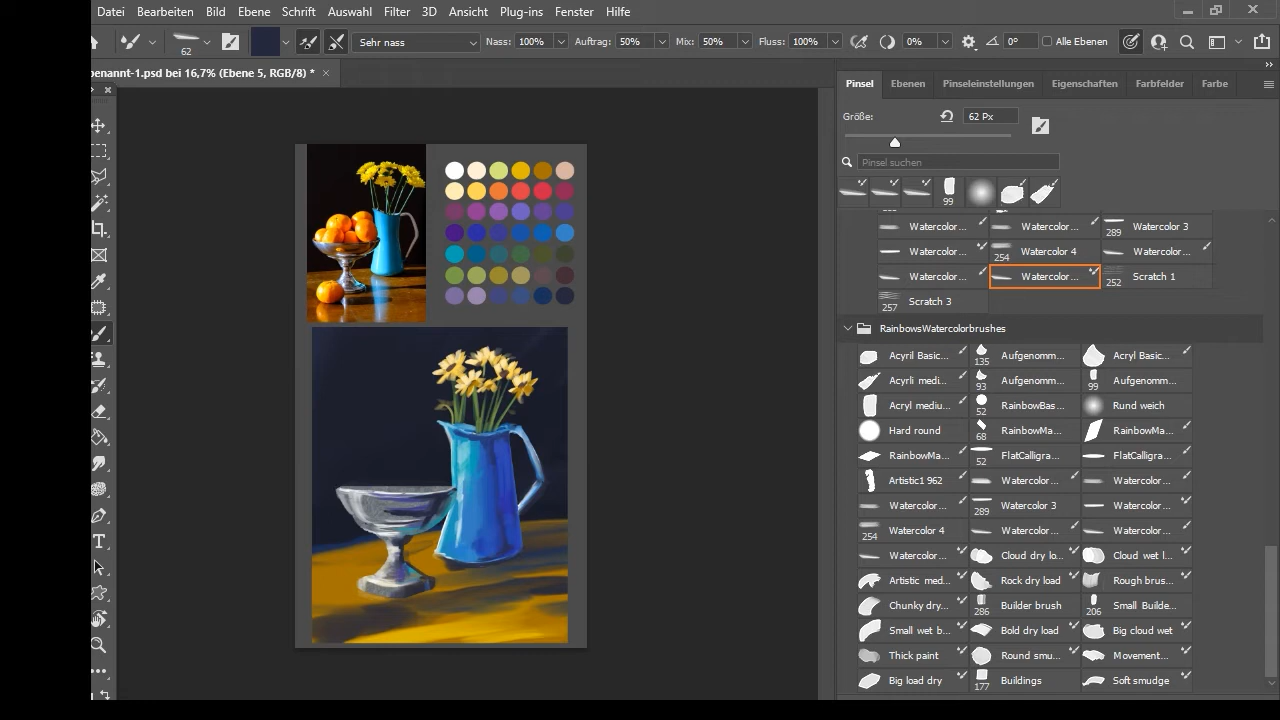 Datei Bearbeiten Bild Ebene Schrift Auswahl Filter 3D Ansicht Plug-ins Fenster Hilfe
62 Sehr nass Nass: 100% Auftrag: 50% Mix: 50% Fluss: 100% 0% 0° Alle Ebenen
enannt-1.psd bei 16,7% (Ebene 5, RGB/8) *
Pinsel Ebenen Pinseleinstellungen Eigenschaften Farbfelder Farbe
Größe: 62 Px
Pinsel suchen
99
Watercolor ... Watercolor... 289 Watercolor 3
Watercolor ... 254 Watercolor 4 Watercolor...
Watercolor ... Watercolor... 252 Scratch 1
257 Scratch 3
RainbowsWatercolorbrushes
Acyril Basic... 135 Aufgenomm... Acryl Basic...
Acyrli medi... 93 Aufgenomm... 99 Aufgenomm...
Acryl mediu... 52 RainbowBas... Rund weich
Hard round 68 RainbowMa... RainbowMa...
RainbowMa... 52 FlatCalligra... FlatCalligra...
Artistic1 962 Watercolor... Watercolor...
Watercolor... 289 Watercolor 3 Watercolor...
254 Watercolor 4 Watercolor... Watercolor...
Watercolor... Cloud dry lo... Cloud wet l...
Artistic med... Rock dry load Rough brus...
Chunky dry... 286 Builder brush 206 Small Builde...
Small wet b... Bold dry load Big cloud wet
Thick paint Round smu... Movement...
Big load dry 177 Buildings Soft smudge